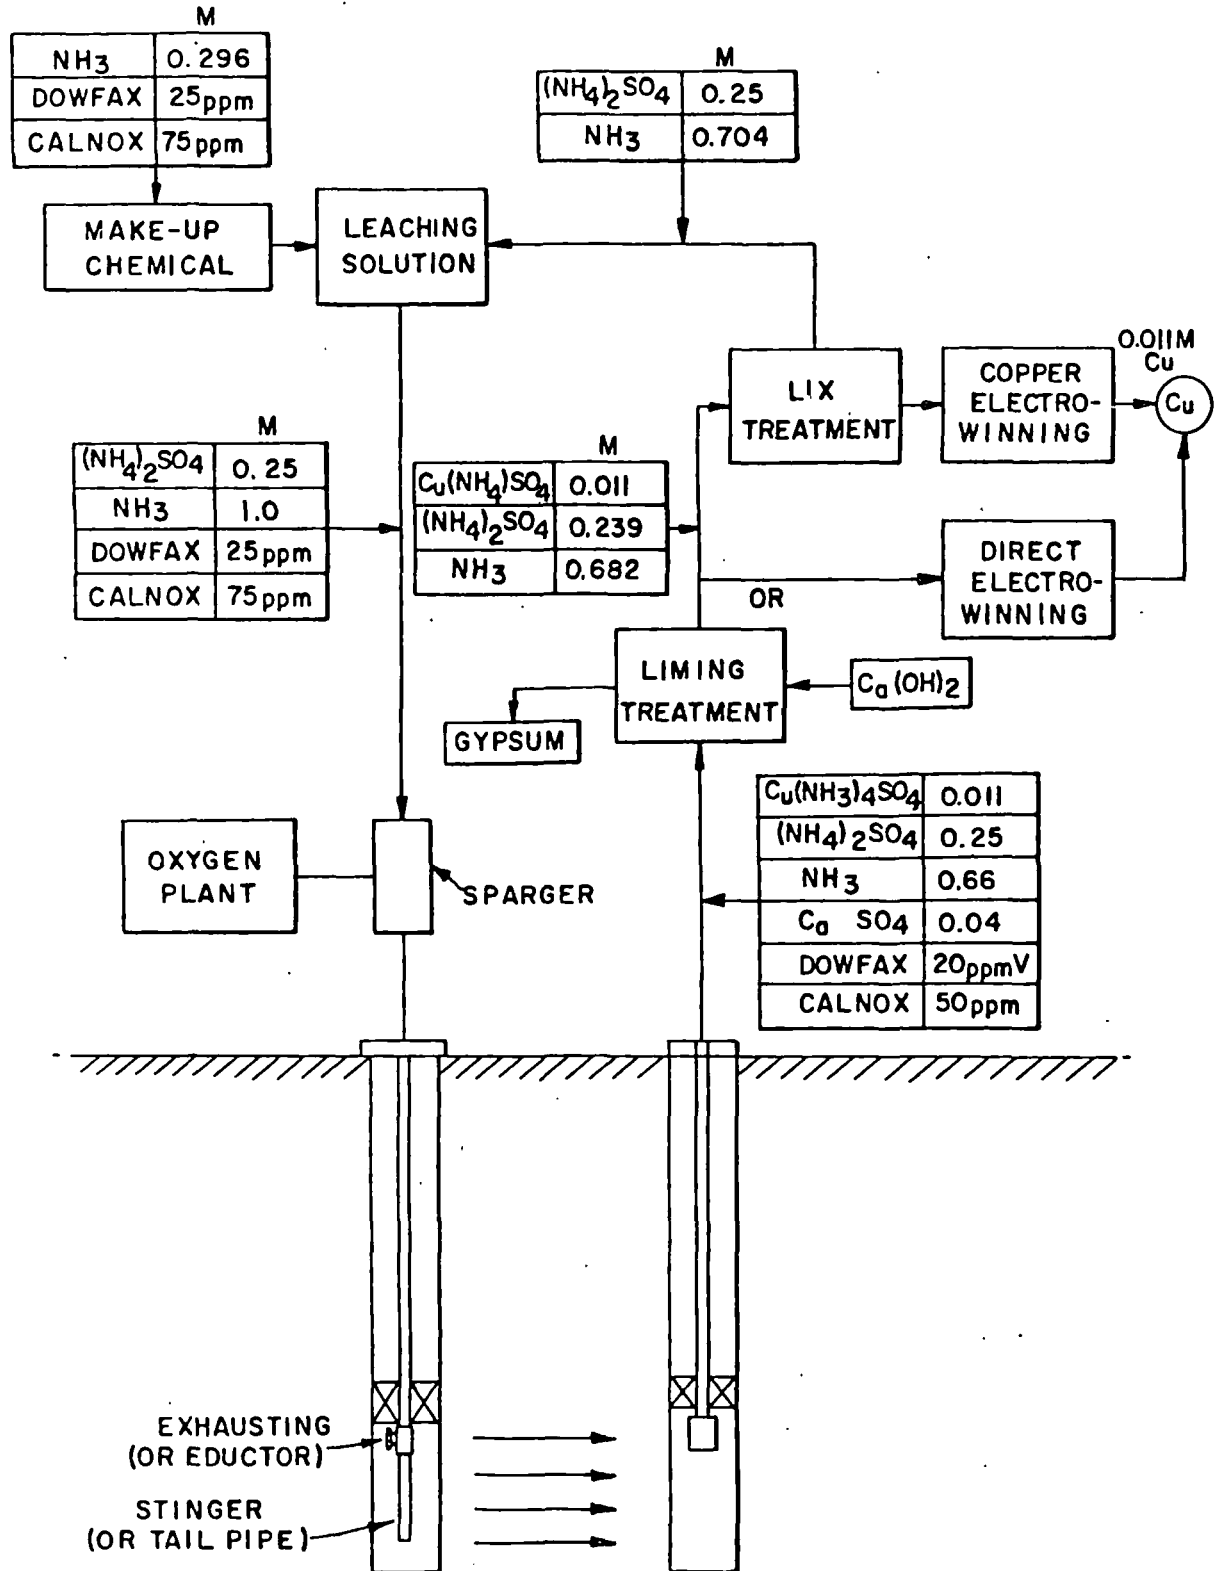 M
NH3 0.296
DOWFAX 25ppm
CALNOX 75ppm
MAKE-UP
CHEMICAL
LEACHING
SOLUTION
M
(NH4)2SO4 0.25
NH3 0.704
LIX
TREATMENT
COPPER
ELECTRO-
WINNING
0.011M
Cu
Cu
M
(NH4)2SO4 0.25
NH3 1.0
DOWFAX 25ppm
CALNOX 75ppm
M
Cu(NH4)SO4 0.011
(NH4)2SO4 0.239
NH3 0.682
OR
DIRECT
ELECTRO-
WINNING
LIMING
TREATMENT
Ca(OH)2
GYPSUM
Cu(NH3)4SO4 0.011
(NH4)2SO4 0.25
NH3 0.66
Ca SO4 0.04
DOWFAX 20ppmV
CALNOX 50ppm
OXYGEN
PLANT
SPARGER
EXHAUSTING
(OR EDUCTOR)
STINGER
(OR TAIL PIPE)